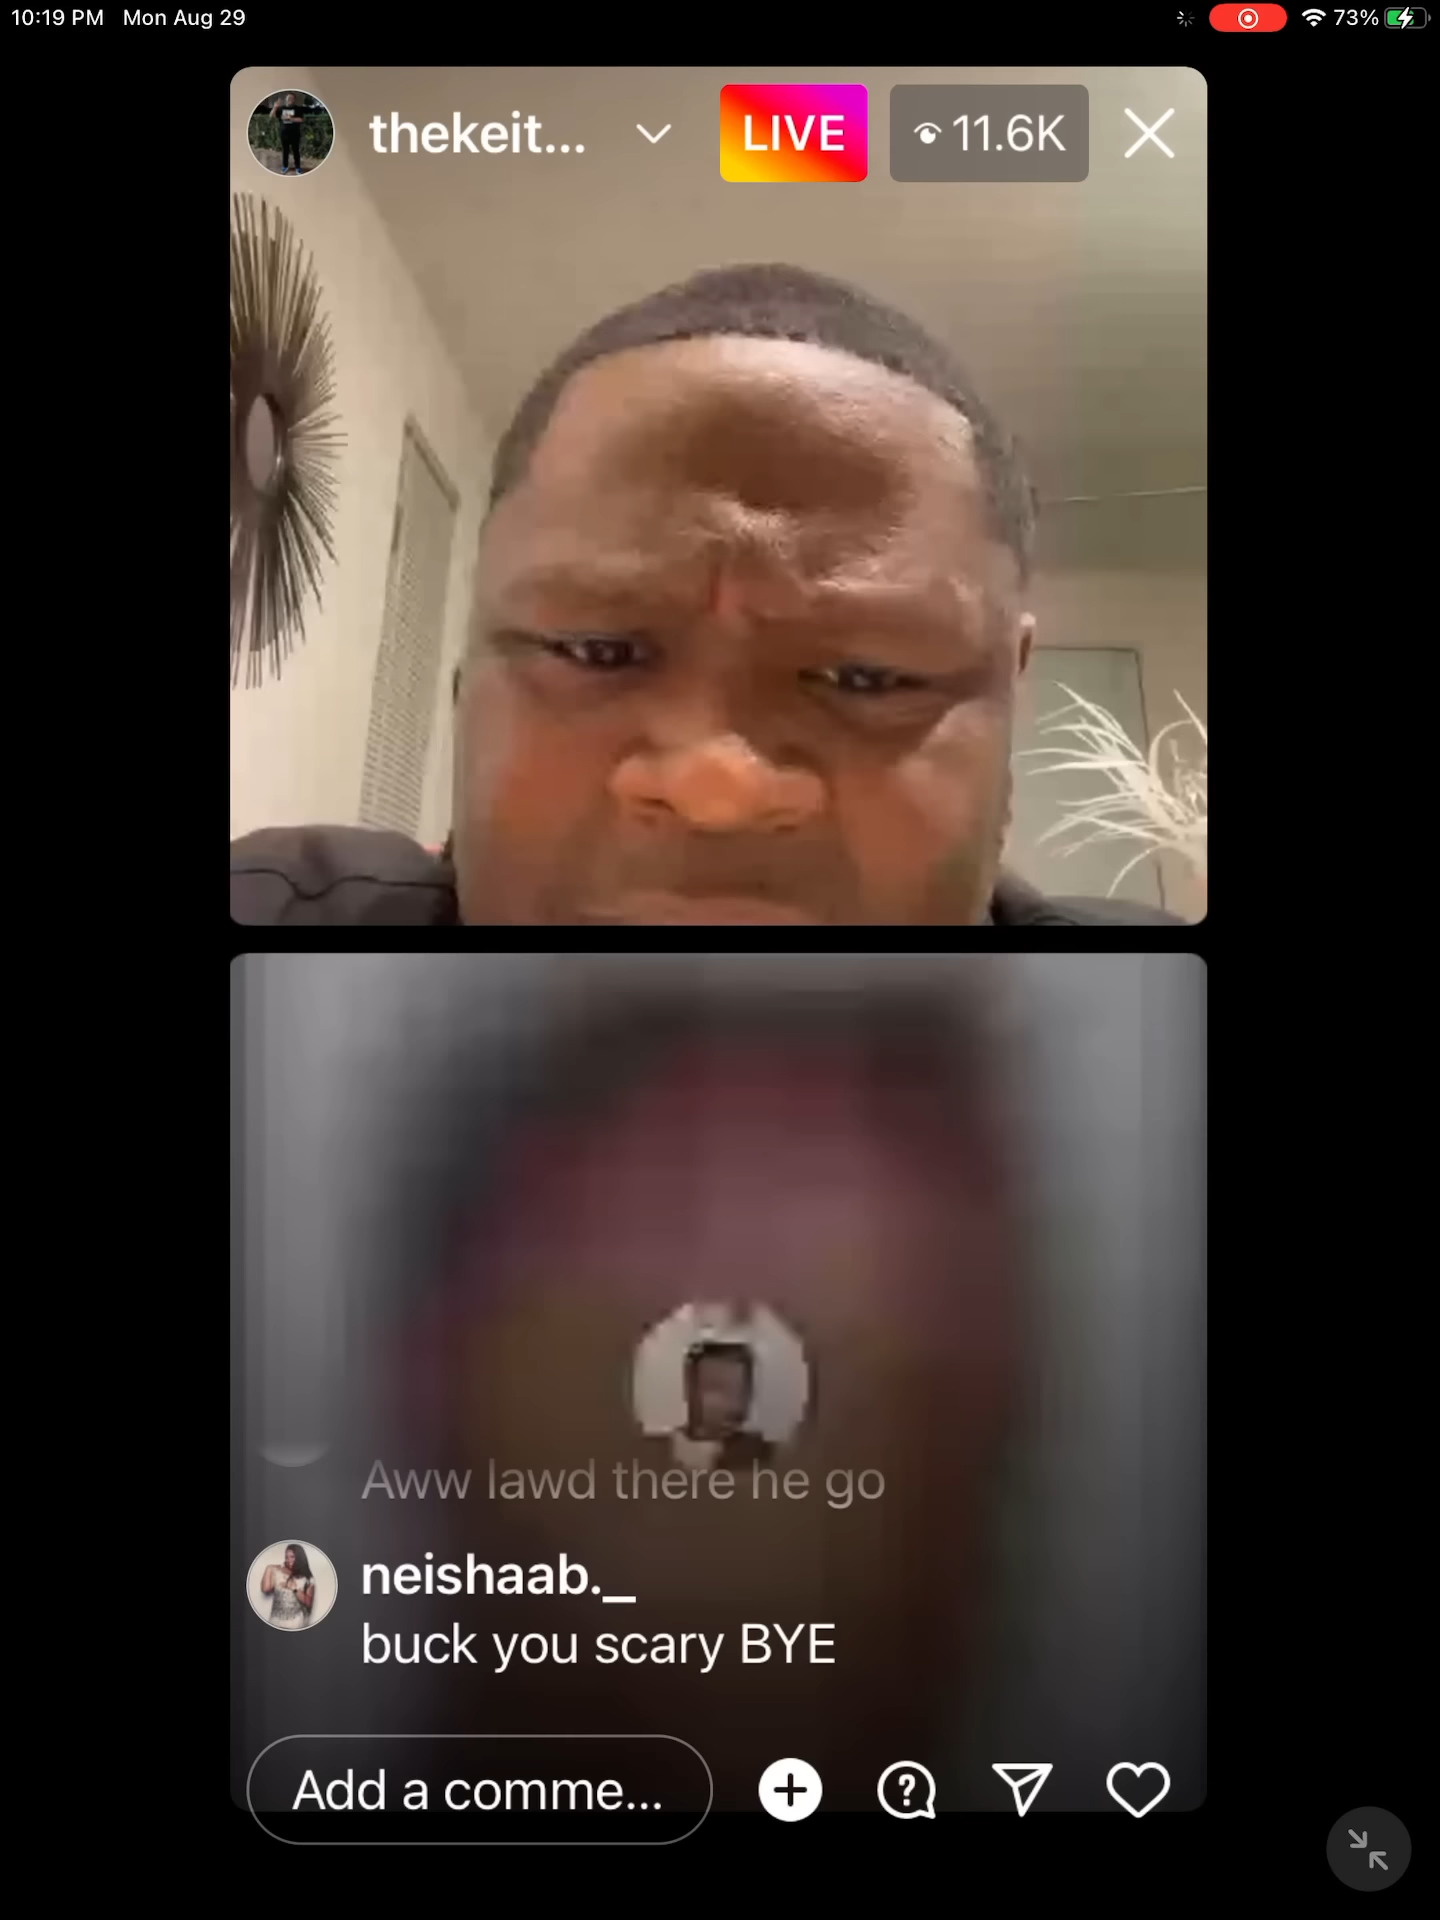 10:19 PM Mon Aug 29 73%
thekeit... LIVE 11.6K
Aww lawd there he go
neishaab._
buck you scary BYE
Add a comme...